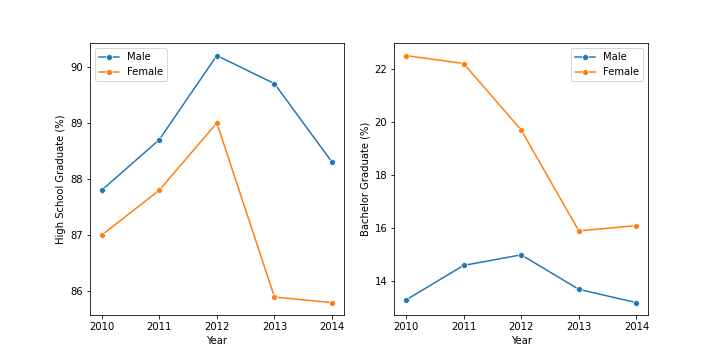 Male
Female
90
89
88
87
86
High School Graduate (%)
2010 2011 2012 2013 2014
Year
Male
Female
22
20
18
16
14
Bachelor Graduate (%)
2010 2011 2012 2013 2014
Year